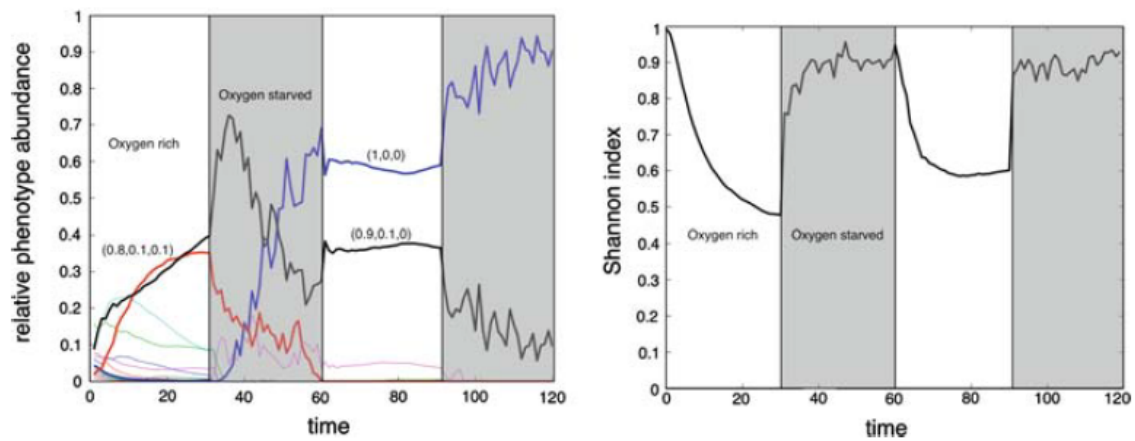 relative phenotype abundance
1
0.9
0.8
0.7
0.6
0.5
0.4
0.3
0.2
0.1
0
Oxygen rich
Oxygen starved
(0.8,0.1,0.1)
(1,0,0)
(0.9,0.1,0)
0 20 40 60 80 100 120
time
Shannon index
1
0.9
0.8
0.7
0.6
0.5
0.6
0.7
0.8
0.9
0
Oxygen rich
Oxygen starved
0 20 40 60 80 100 120
time